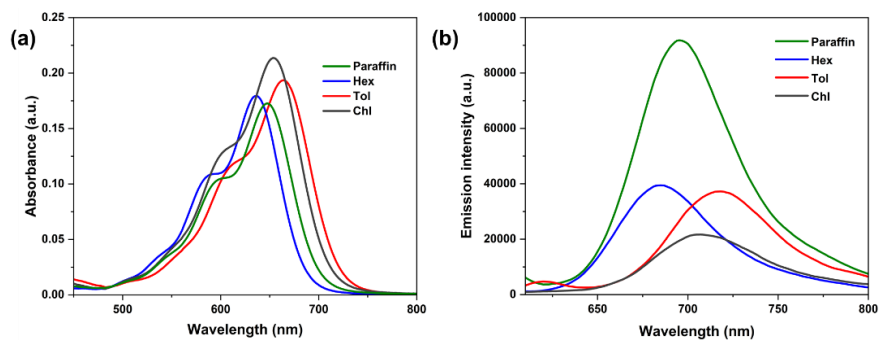 (a)
Absorbance (a.u.)
0.25
0.20
0.15
0.10
0.05
0.00
Paraffin
Hex
Tol
Chl
500
600
700
800
Wavelength (nm)
(b)
Emission intensity (a.u.)
100000
80000
60000
40000
20000
0
Paraffin
Hex
Tol
Chl
650
700
750
800
Wavelength (nm)